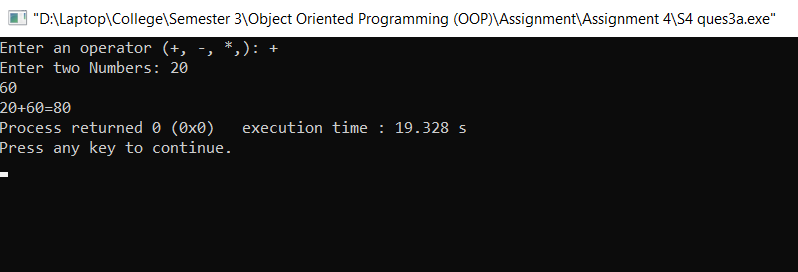 "D:\Laptop\College\Semester 3\Object Oriented Programming (OOP)\Assignment\Assignment 4\S4 ques3a.exe"
Enter an operator (+, -, *,): +
Enter two Numbers: 20
60
20+60=80
Process returned 0 (0x0)   execution time : 19.328 s
Press any key to continue.